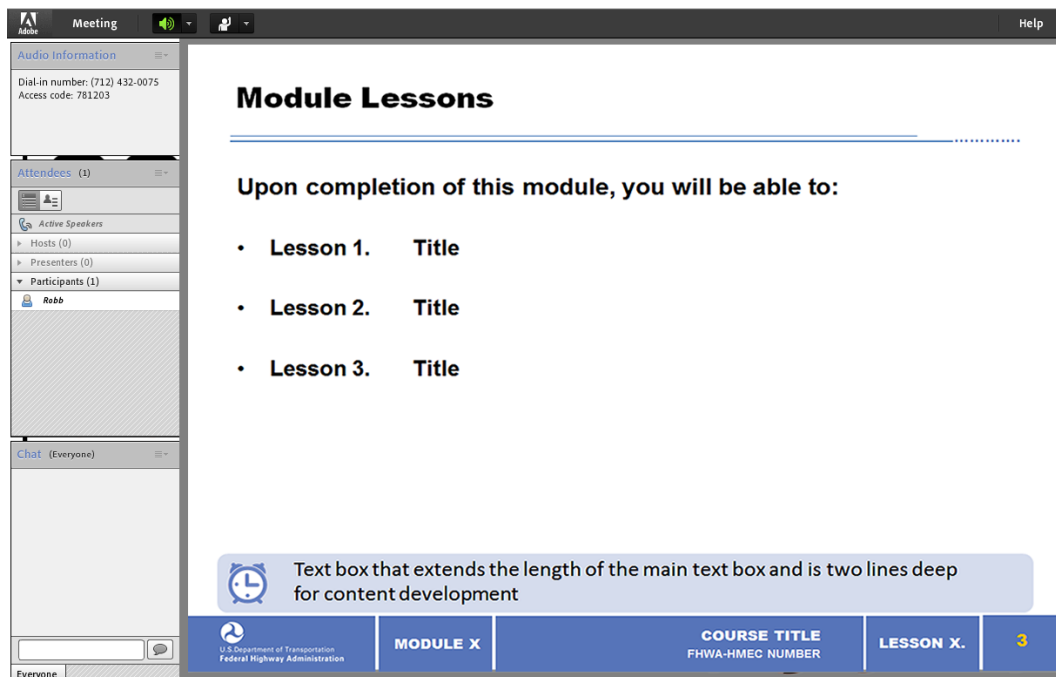 Adobe
Meeting
Help
Audio Information
Dial-in number: (712) 432-0075
Access code: 781203
Attendees (1)
Active Speakers
Hosts (0)
Presenters (0)
Participants (1)
Robb
Chat (Everyone)
Everyone
Module Lessons
Upon completion of this module, you will be able to:
• Lesson 1. Title
• Lesson 2. Title
• Lesson 3. Title
Text box that extends the length of the main text box and is two lines deep
for content development
U.S.Department of Transportation
Federal Highway Administration
MODULE X
COURSE TITLE
FHWA-HMEC NUMBER
LESSON X.
3